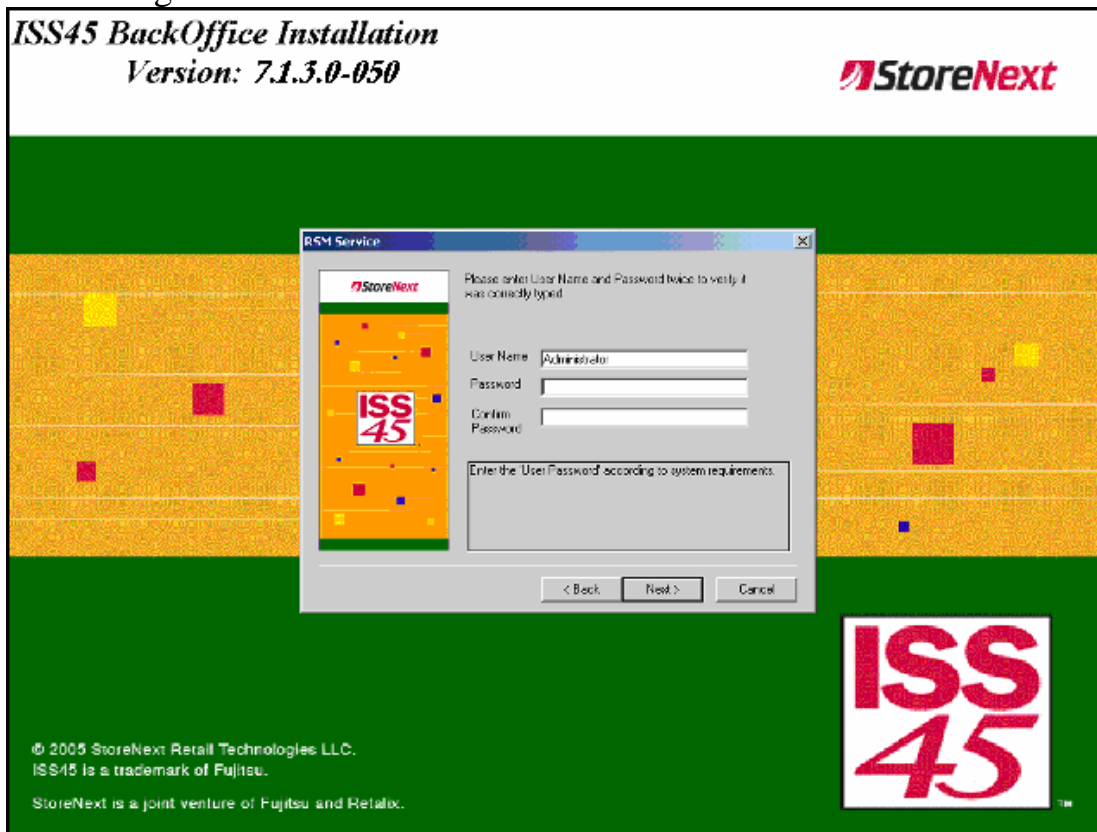 ISS45 BackOffice Installation
Version: 7.1.3.0-050
StoreNext
RSM Service
StoreNext
Please enter User Name and Password twice to verify it
was correctly typed
User Name
Administrator
Password
ISS
45
Confirm
Password
Enter the 'User Password' according to system requirements.
< Back
Next >
Cancel
ISS
45
™
© 2005 StoreNext Retail Technologies LLC.
ISS45 is a trademark of Fujitsu.
StoreNext is a joint venture of Fujitsu and Retalix.